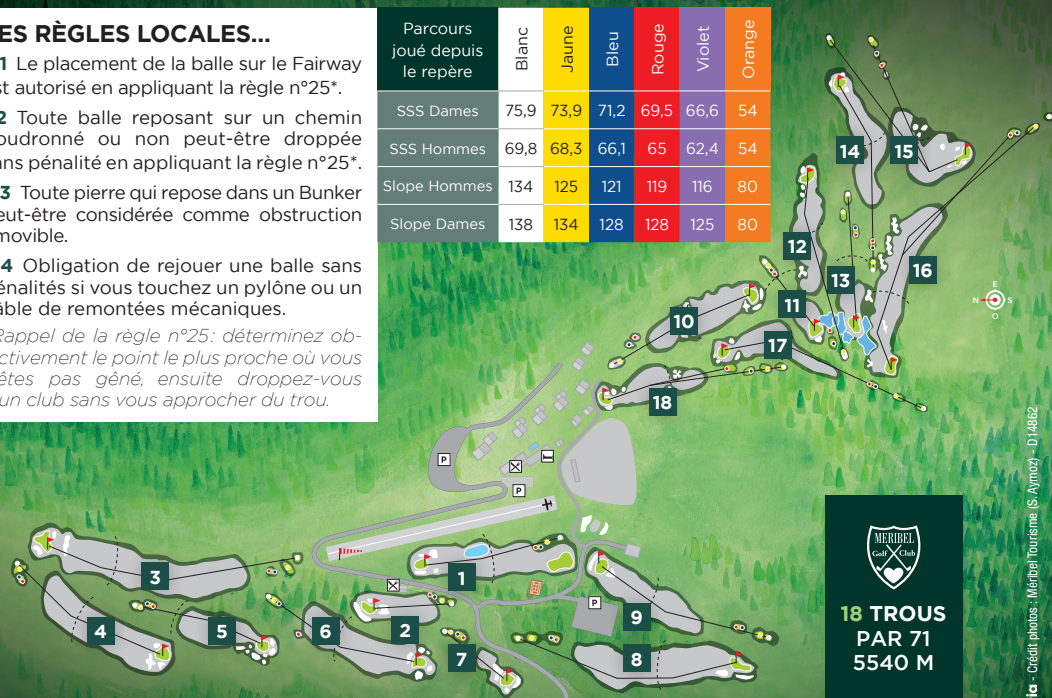 ES RÈGLES LOCALES...
1 Le placement de la balle sur le Fairway
st autorisé en appliquant la règle n°25*.
2 Toute balle reposant sur un chemin
oudronné ou non peut-être droppée
ans pénalité en appliquant la règle n°25*.
3 Toute pierre qui repose dans un Bunker
eut-être considérée comme obstruction
movible.
4 Obligation de rejouer une balle sans
énalités si vous touchez un pylône ou un
âble de remontées mécaniques.
Rappel de la règle n°25: déterminez ob-
ctivement le point le plus proche où vous
êtes pas gêné, ensuite droppez-vous
un club sans vous approcher du trou.
Parcours
joué depuis
le repère
Blanc
Jaune
Bleu
Rouge
Violet
Orange
SSS Dames 75,9 73,9 71,2 69,5 66,6 54
SSS Hommes 69,8 68,3 66,1 65 62,4 54
Slope Hommes 134 125 121 119 116 80
Slope Dames 138 134 128 128 125 80
14
15
12
13
16
11
10
17
18
E
N S
O
P
P
3
1
4
5
6
2
7
P
9
8
MERIBEL
Golf Club
18 TROUS
PAR 71
5540 M
ia - Crédit photos : Méribel Tourisme (S. Aymoz) - D14862